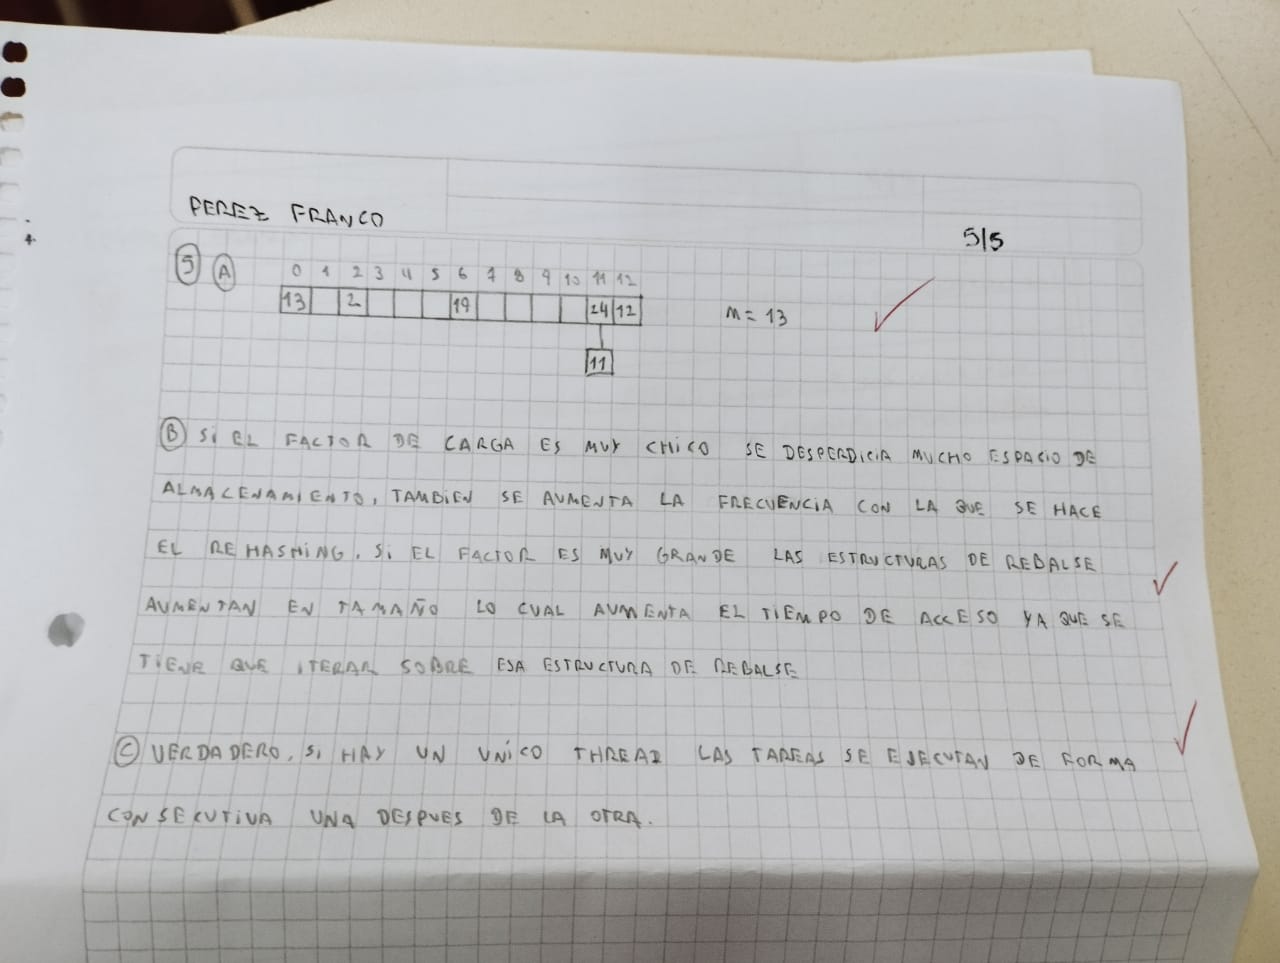 PEREZ FRANCO
5/5
5 A 0 1 2 3 4 5 6 7 8 9 10 11 12
13 2 19 24 12 M = 13
11
B SI EL FACTOR DE CARGA ES MUY CHICO SE DESPERDICIA MUCHO ESPACIO DE
ALMACENAMIENTO, TAMBIEN SE AUMENTA LA FRECUENCIA CON LA QUE SE HACE
EL REHASHING. SI EL FACTOR ES MUY GRANDE LAS ESTRUCTURAS DE REBALSE
AUMENTAN EN TAMAÑO LO CUAL AUMENTA EL TIEMPO DE ACCESO YA QUE SE
TIENE QUE ITERAR SOBRE ESA ESTRUCTURA DE REBALSE
C VERDADERO, SI HAY UN UNICO THREAD LAS TAREAS SE EJECUTAN DE FORMA
CONSECUTIVA UNA DESPUES DE LA OTRA.